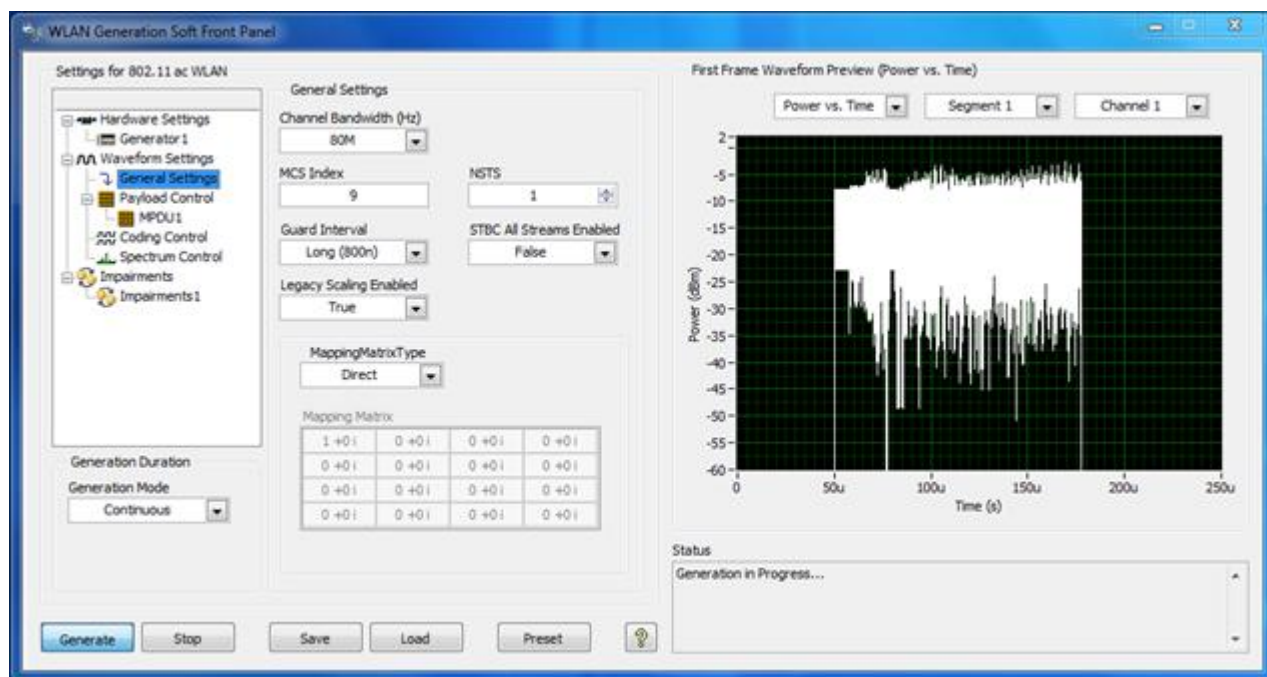 WLAN Generation Soft Front Panel
Settings for 802.11 ac WLAN
Hardware Settings
Generator1
Waveform Settings
General Settings
Payload Control
MPDU1
Coding Control
Spectrum Control
Impairments
Impairments1
Generation Duration
Generation Mode
Continuous
General Settings
Channel Bandwidth (Hz)
80M
MCS Index
9
NSTS
1
Guard Interval
Long (800n)
STBC All Streams Enabled
False
Legacy Scaling Enabled
True
MappingMatrixType
Direct
Mapping Matrix
1 +0 i 0 +0 i 0 +0 i 0 +0 i
0 +0 i 0 +0 i 0 +0 i 0 +0 i
0 +0 i 0 +0 i 0 +0 i 0 +0 i
0 +0 i 0 +0 i 0 +0 i 0 +0 i
First Frame Waveform Preview (Power vs. Time)
Power vs. Time
Segment 1
Channel 1
Power (dBm)
2
-5
-10
-15
-20
-25
-30
-35
-40
-45
-50
-55
-60
0 50u 100u 150u 200u 250u
Time (s)
Status
Generation in Progress...
Generate
Stop
Save
Load
Preset
?